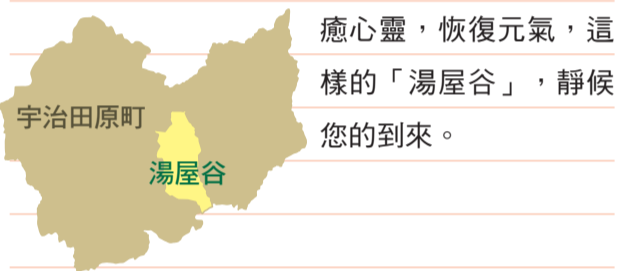 癒心靈，恢復元氣，這
樣的「湯屋谷」，靜候
您的到來。
宇治田原町
湯屋谷